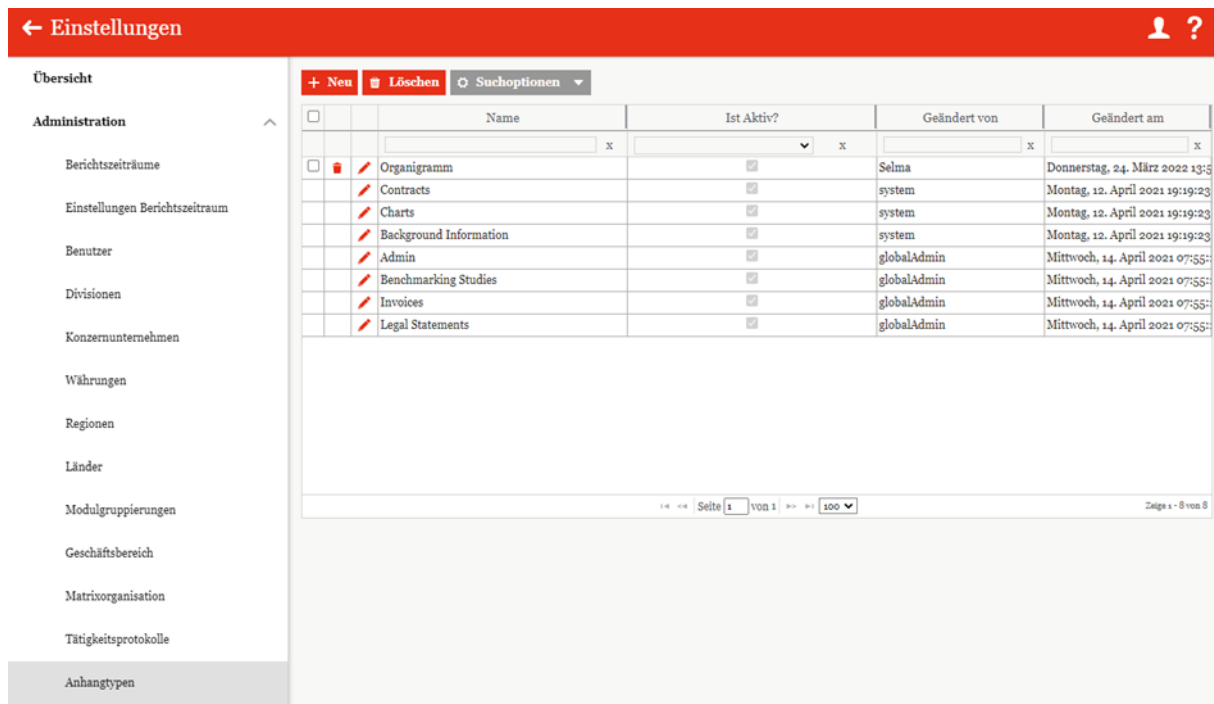 Einstellungen ?
Übersicht
Administration
Berichtszeiträume
Einstellungen Berichtszeitraum
Benutzer
Divisionen
Konzernunternehmen
Währungen
Regionen
Länder
Modulgruppierungen
Geschäftsbereich
Matrixorganisation
Tätigkeitsprotokolle
Anhangtypen
+ Neu Löschen Suchoptionen
Name Ist Aktiv? Geändert von Geändert am
x x x x
Organigramm Selma Donnerstag, 24. März 2022 13:5
Contracts system Montag, 12. April 2021 19:19:23
Charts system Montag, 12. April 2021 19:19:23
Background Information system Montag, 12. April 2021 19:19:23
Admin globalAdmin Mittwoch, 14. April 2021 07:55:
Benchmarking Studies globalAdmin Mittwoch, 14. April 2021 07:55:
Invoices globalAdmin Mittwoch, 14. April 2021 07:55:
Legal Statements globalAdmin Mittwoch, 14. April 2021 07:55:
Seite 1 von 1 100 Zeige 1 - 8 von 8